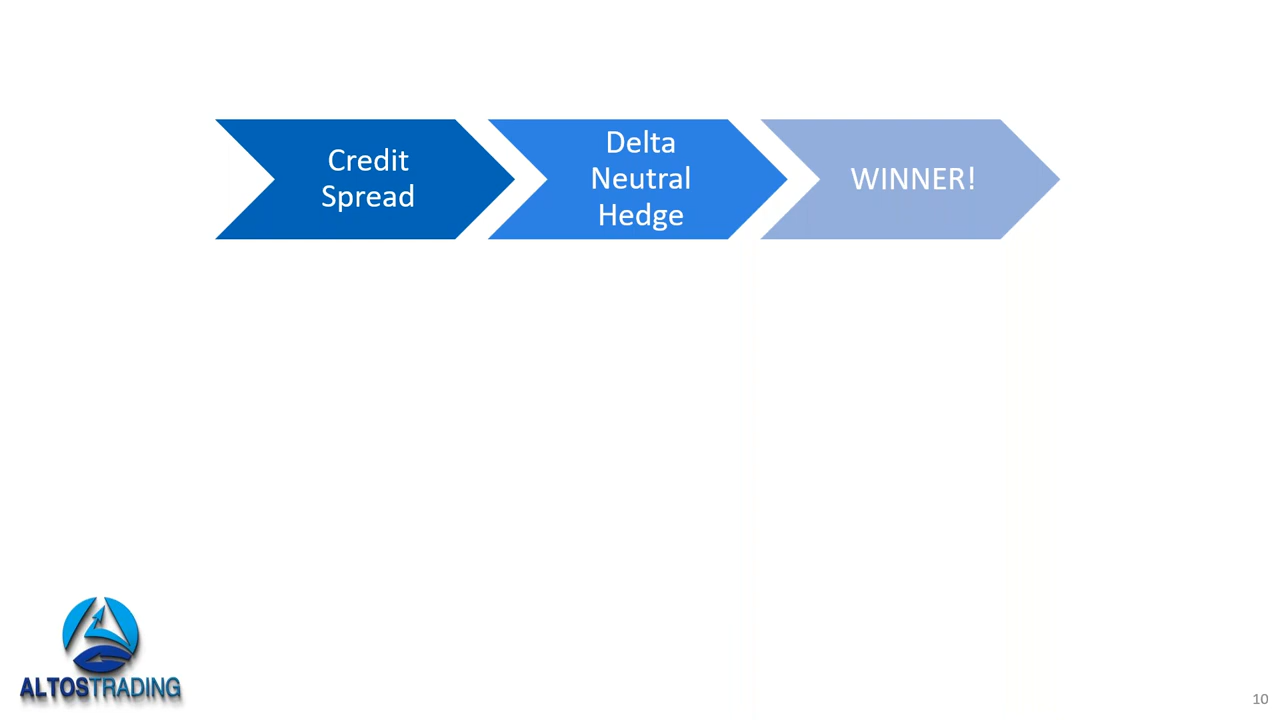 Credit
Spread
Delta
Neutral
Hedge
WINNER!
ALTOSTRADING
10